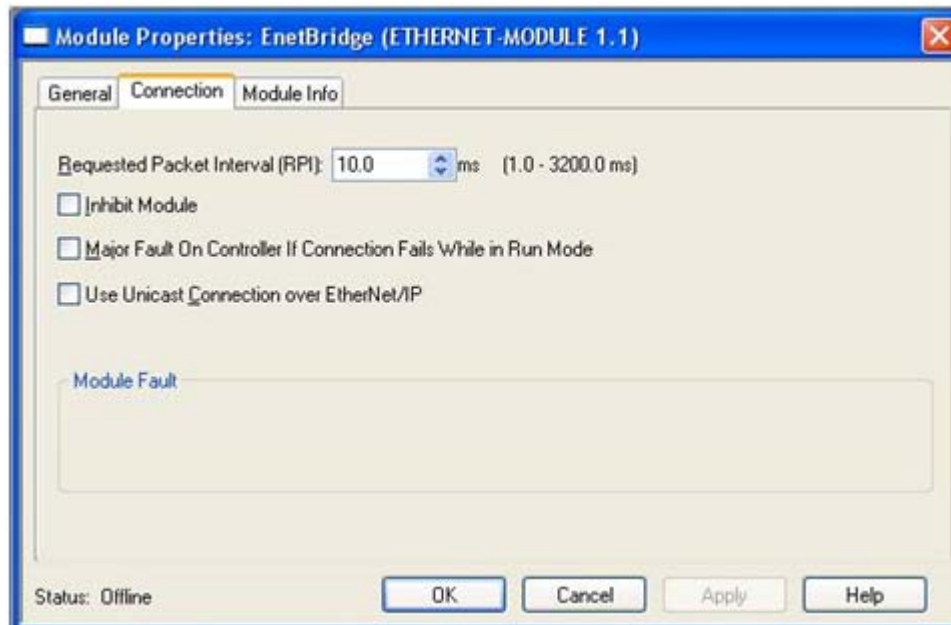 Module Properties: EnetBridge (ETHERNET-MODULE 1.1)
General Connection Module Info
Requested Packet Interval (RPI): 10.0 ms (1.0 - 3200.0 ms)
Inhibit Module
Major Fault On Controller If Connection Fails While in Run Mode
Use Unicast Connection over EtherNet/IP
Module Fault
Status: Offline OK Cancel Apply Help